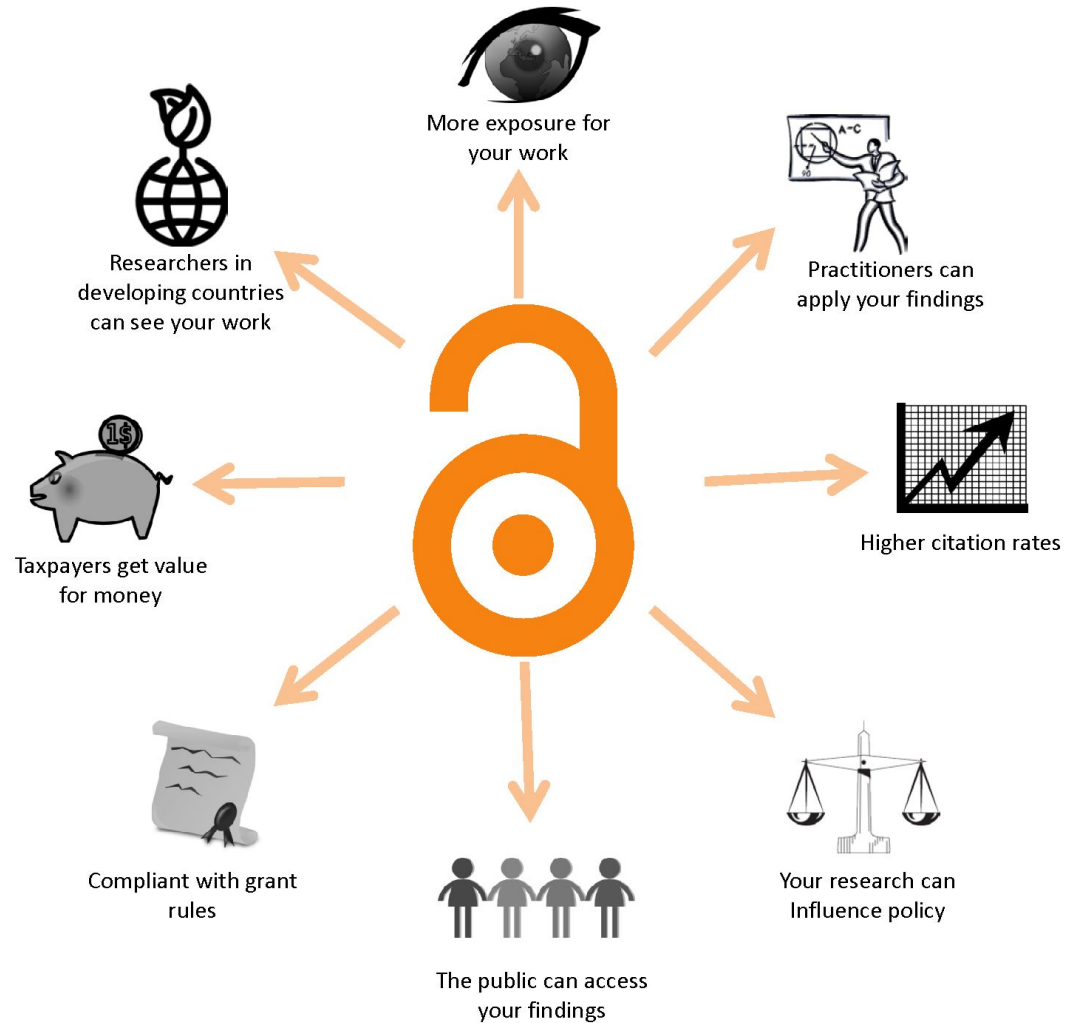 More exposure for
your work
A-C
90
Practitioners can
apply your findings
Higher citation rates
Your research can
Influence policy
The public can access
your findings
Compliant with grant
rules
1$
Taxpayers get value
for money
Researchers in
developing countries
can see your work